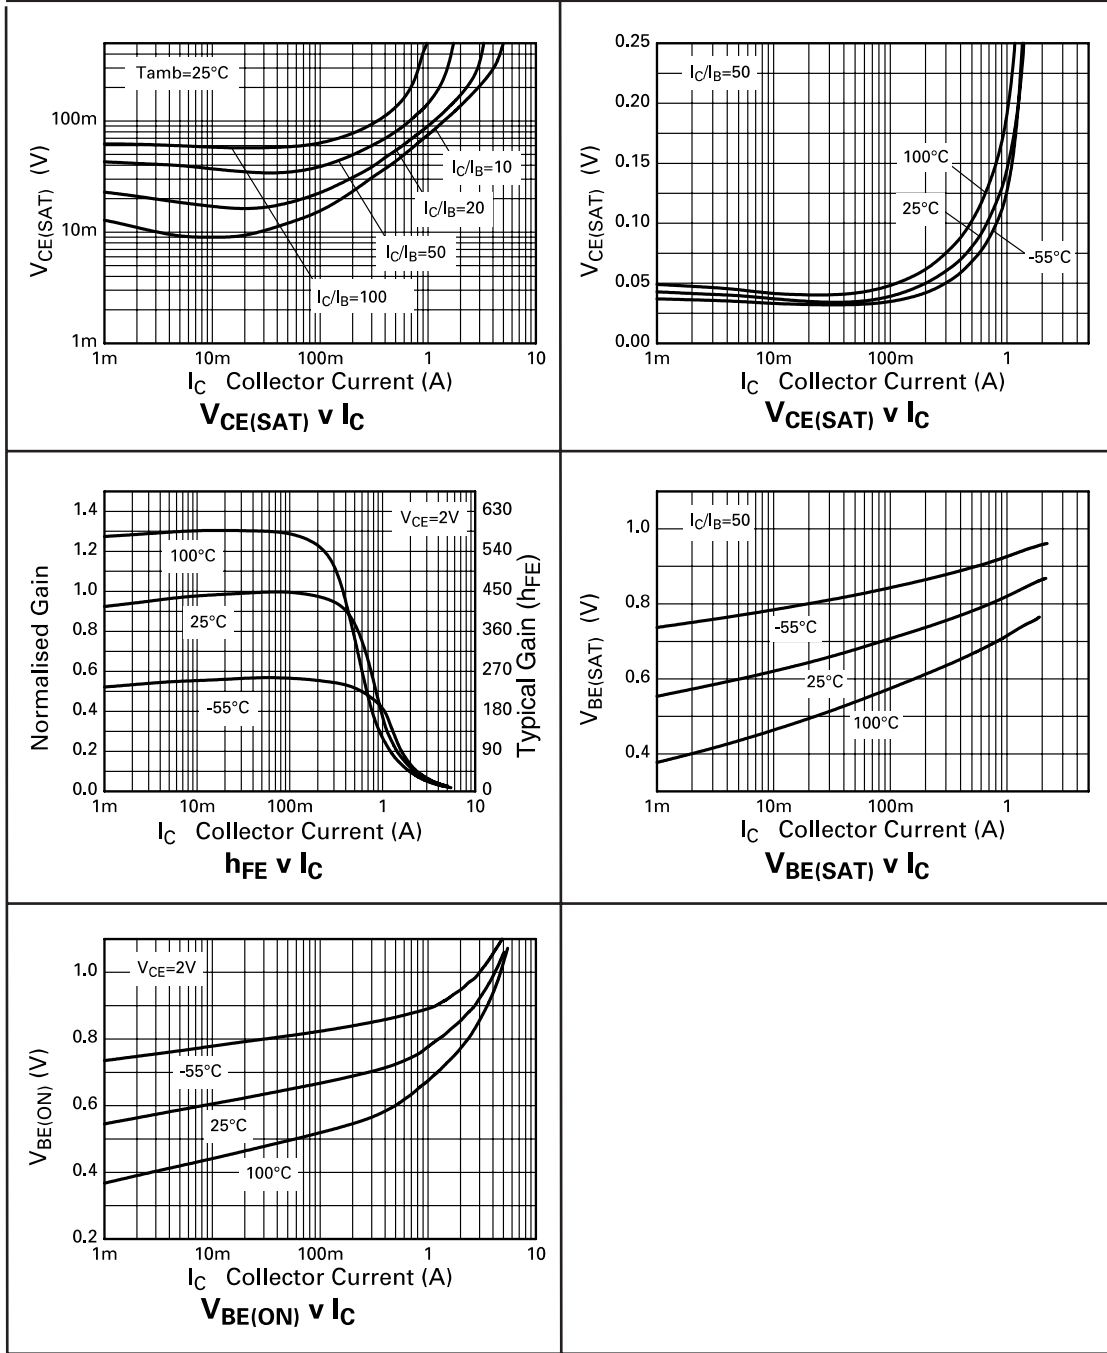 Tamb=25°C
100m
10m
1m
VCE(SAT) (V)
IC/IB=10
IC/IB=20
IC/IB=50
IC/IB=100
1m 10m 100m 1 10
IC Collector Current (A)
VCE(SAT) v IC
IC/IB=50
0.25
0.20
0.15
0.10
0.05
0.00
VCE(SAT) (V)
100°C
25°C
-55°C
1m 10m 100m 1
IC Collector Current (A)
VCE(SAT) v IC
VCE=2V
1.4
1.2
1.0
0.8
0.6
0.4
0.2
0.0
Normalised Gain
100°C
25°C
-55°C
630
540
450
360
270
180
90
0
Typical Gain (hFE)
1m 10m 100m 1 10
IC Collector Current (A)
hFE v IC
IC/IB=50
1.0
0.8
0.6
0.4
VBE(SAT) (V)
-55°C
25°C
100°C
1m 10m 100m 1
IC Collector Current (A)
VBE(SAT) v IC
VCE=2V
1.0
0.8
0.6
0.4
0.2
VBE(ON) (V)
-55°C
25°C
100°C
1m 10m 100m 1 10
IC Collector Current (A)
VBE(ON) v IC